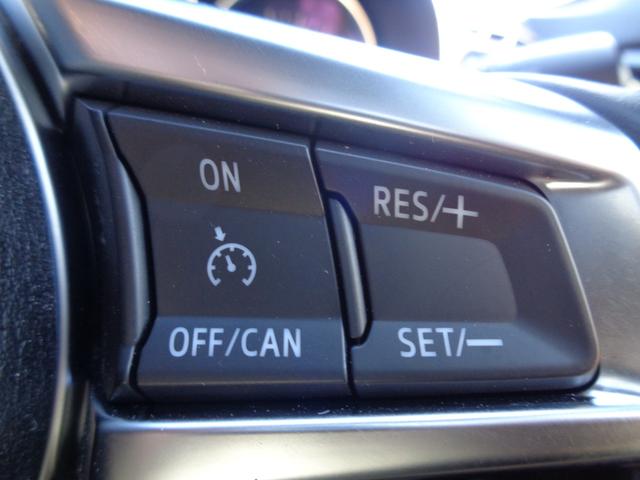 ON
RES/+
OFF/CAN
SET/—